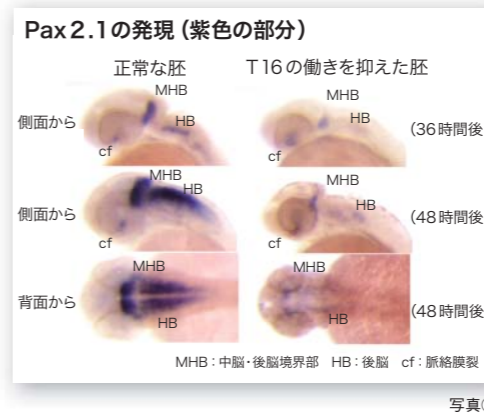 Pax2.1の発現（紫色の部分）
正常な胚 T16の働きを抑えた胚
MHB MHB
HB HB
側面から (36時間後
cf cf
MHB MHB
HB HB
側面から (48時間後
cf
MHB MHB
背面から (48時間後
HB HB
MHB：中脳・後脳境界部 HB：後脳 cf：脈絡膜裂
写真